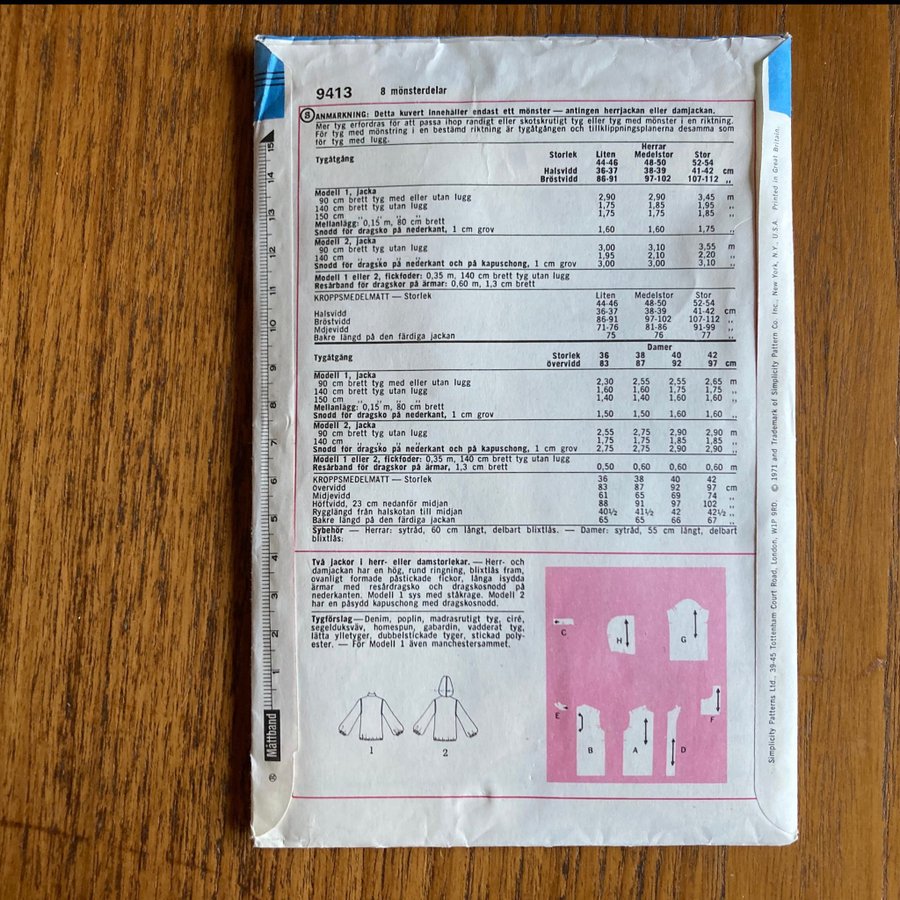 9413 8 mönsterdelar
Ⓢ ANMARKNING: Detta kuvert innehåller endast ett mönster — antingen herrjackan eller damjackan.
Mer tyg erfordras för att passa ihop randigt eller skotskrutigt tyg eller tyg med mönster i en riktning.
För tyg med mönstring i en bestämd riktning är tygåtgången och tillklippningsplanerna desamma som
för tyg med lugg.
Herrar
Tygåtgång Storlek Liten Medelstor Stor
44-46 48-50 52-54
Halsvidd 36-37 38-39 41-42 cm
Bröstvidd 86-91 97-102 107-112 ,,
Modell 1, jacka
90 cm brett tyg med eller utan lugg 2,90 2,90 3,45 m
140 cm brett tyg utan lugg 1,75 1,85 1,95 ,,
150 cm ,, ,, ,, ,, 1,75 1,75 1,85 ,,
Mellanlägg: 0,15 m, 80 cm brett
Snodd för dragsko på nederkant, 1 cm grov 1,60 1,60 1,75 ,,
Modell 2, jacka
90 cm brett tyg utan lugg 3,00 3,10 3,55 m
140 cm ,, ,, ,, ,, 1,95 2,10 2,20 ,,
Snodd för dragsko på nederkant och på kapuschong, 1 cm grov 3,00 3,00 3,10 ,,
Modell 1 eller 2, fickfoder: 0,35 m, 140 cm brett tyg utan lugg
Resårband för dragskor på ärmar: 0,60 m, 1,3 cm brett
KROPPSMEDELMATT — Storlek Liten Medelstor Stor
44-46 48-50 52-54
Halsvidd 36-37 38-39 41-42 cm
Bröstvidd 86-91 97-102 107-112 ,,
Mdjevidd 71-76 81-86 91-99 ,,
Bakre längd på den färdiga jackan 75 76 77 ,,
Damer
Tygåtgång Storlek 36 38 40 42
övervidd 83 87 92 97 cm
Modell 1, jacka
90 cm brett tyg med eller utan lugg 2,30 2,55 2,55 2,65 m
140 cm brett tyg utan lugg 1,60 1,60 1,75 1,75 ,,
150 cm ,, ,, ,, ,, 1,40 1,40 1,60 1,60 ,,
Mellanlägg: 0,15 m, 80 cm brett
Snodd för dragsko på nederkant, 1 cm grov 1,50 1,50 1,60 1,60 ,,
Modell 2, jacka
90 cm brett tyg utan lugg 2,55 2,75 2,90 2,90 m
140 cm ,, ,, ,, ,, 1,75 1,75 1,85 1,85 ,,
Snodd för dragsko på nederkant och på kapuschong, 1 cm grov 2,75 2,75 2,90 2,90 ,,
Modell 1 eller 2, fickfoder: 0,35 m, 140 cm brett tyg utan lugg
Resårband för dragskor på ärmar, 1,3 cm brett 0,50 0,60 0,60 0,60 m
KROPPSMEDELMATT — Storlek 36 38 40 42
övervidd 83 87 92 97 cm
Midjevidd 61 65 69 74 ,,
Höftvidd, 23 cm nedanför midjan 88 91 97 102 ,,
Rygglängd från halskotan till midjan 40½ 41½ 42 42½ ,,
Bakre längd på den färdiga jackan 65 65 66 67 ,,
Sybehör — Herrar: sytråd, 60 cm långt, delbart blixtlås. — Damer: sytråd, 55 cm långt, delbart
blixtlås.
Två jackor i herr- eller damstorlekar. — Herr- och
damjackan har en hög, rund ringning, blixtlås fram,
ovanligt formade påstickade fickor, långa isydda
ärmar med resårdragsko och dragskosnodd på
nederkanten. Modell 1 sys med ståkrage. Modell 2
har en påsydd kapuschong med dragskosnodd.
Tygförslag — Denim, poplin, madrasrutigt tyg, ciré,
segelduksväv, homespun, gabardin, vadderat tyg,
lätta ylletyger, dubbelstickade tyger, stickad poly-
ester. — För Modell 1 även manchestersammet.
1 2
C H G
E B A D F
15 14 13 12 11 10 9 8 7 6 5 4 3 2 1
Måttband
Simplicity Patterns Ltd., 39-45 Tottenham Court Road, London, W1P 9RD. © 1971 and Trademark of Simplicity Pattern Co. Inc., New York, N.Y., U.S.A. Printed in Great Britain.